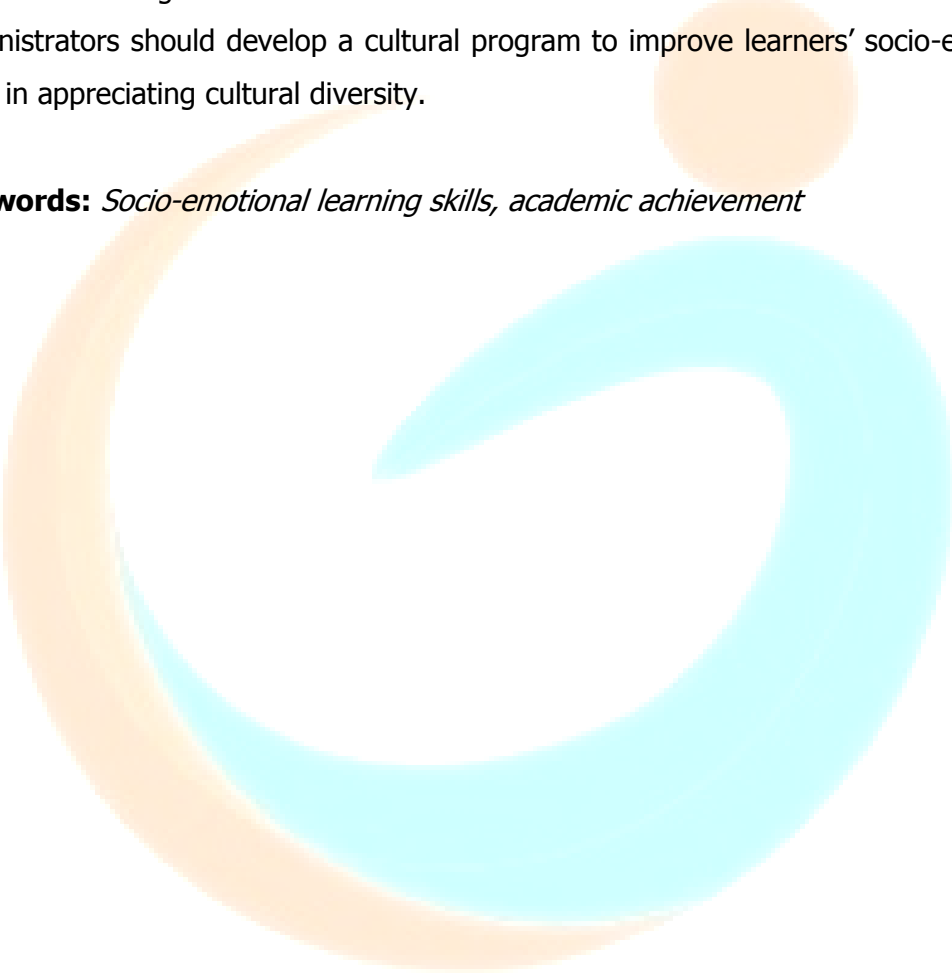 nistrators should develop a cultural program to improve learners’ socio-e
in appreciating cultural diversity.
words: Socio-emotional learning skills, academic achievement